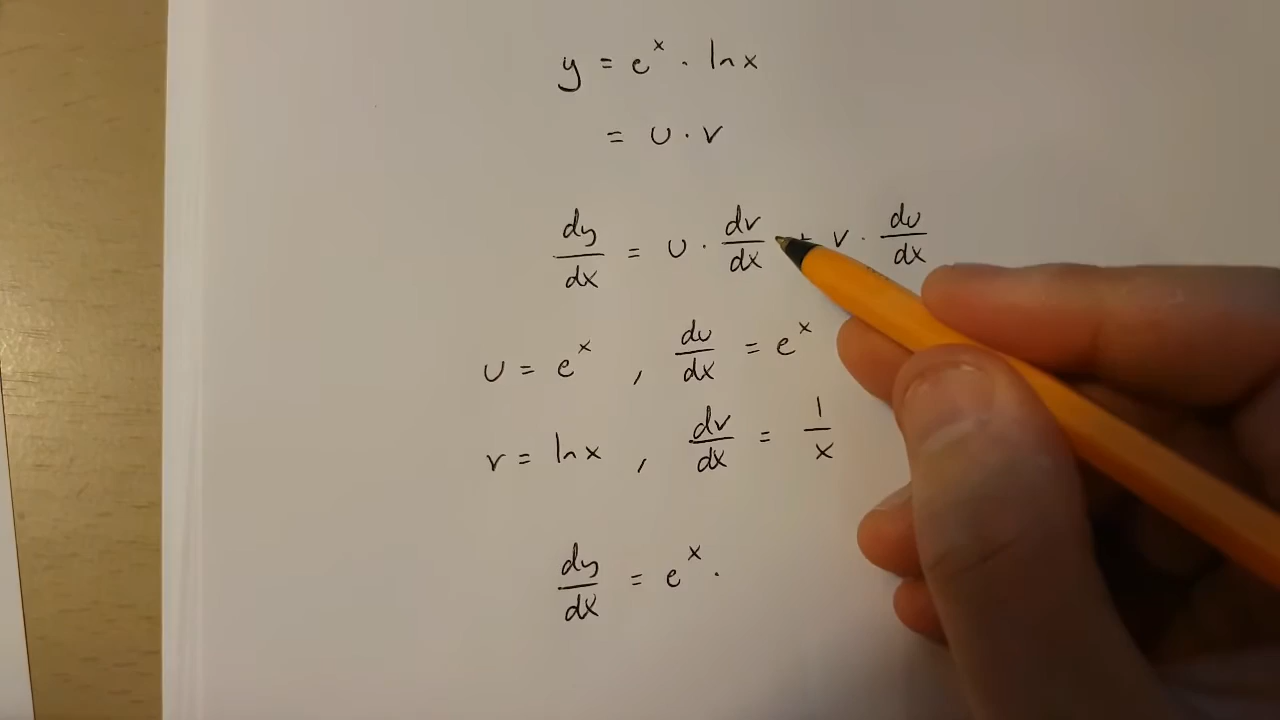 y = e^x · ln x
= u · v
dy/dx = u · dv/dx + v · du/dx
u = e^x , du/dx = e^x
v = ln x , dv/dx = 1/x
dy/dx = e^x ·